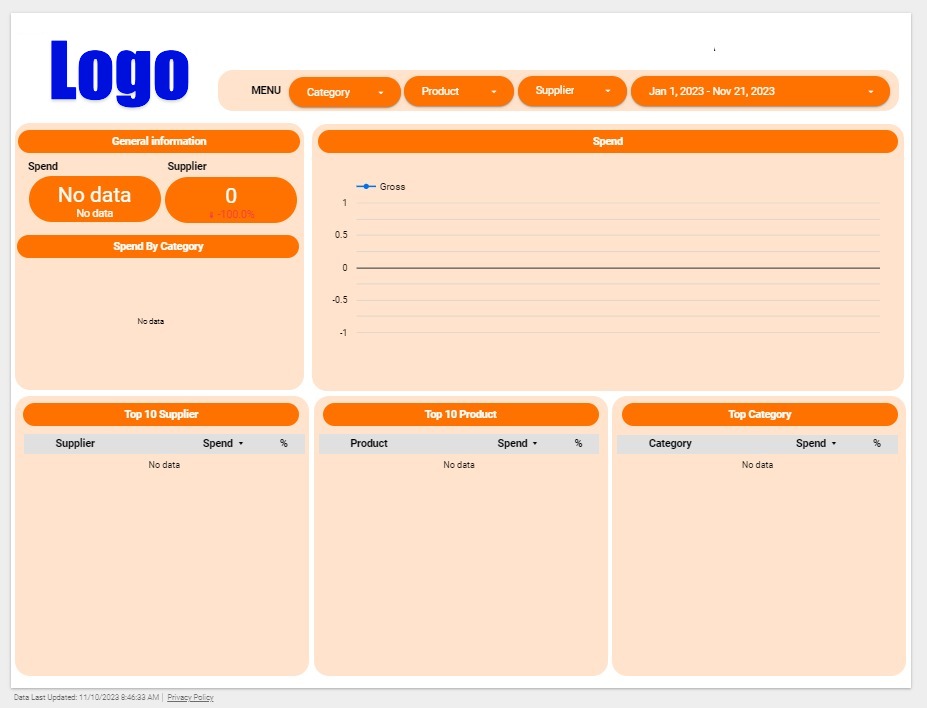 Logo
MENU
Category
Product
Supplier
Jan 1, 2023 - Nov 21, 2023
General information
Spend
Supplier
No data
No data
0
-100.0%
Spend By Category
No data
Spend
Gross
1
0.5
0
-0.5
-1
Top 10 Supplier
Supplier Spend %
No data
Top 10 Product
Product Spend %
No data
Top Category
Category Spend %
No data
Data Last Updated: 11/10/2023 8:46:33 AM | Privacy Policy